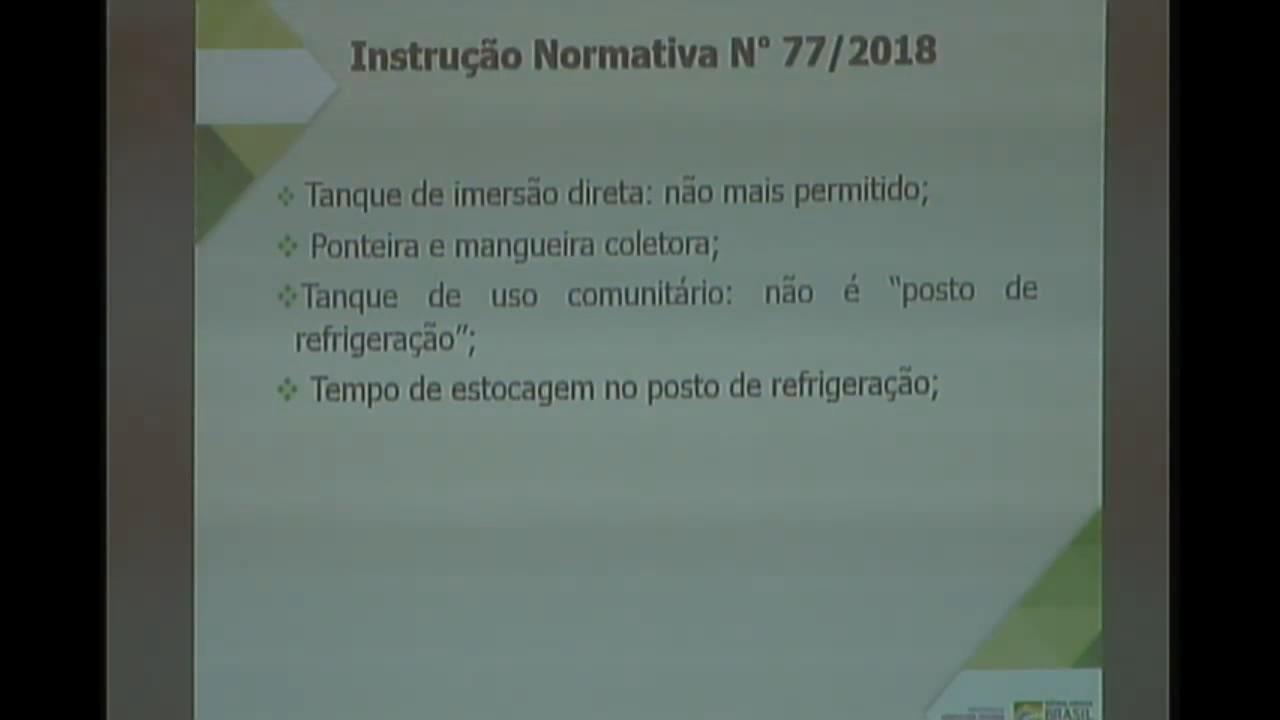 Instrução Normativa N° 77/2018
Tanque de imersão direta: não mais permitido;
Ponteira e mangueira coletora;
Tanque de uso comunitário: não é “posto de
refrigeração”;
Tempo de estocagem no posto de refrigeração;
BRASIL